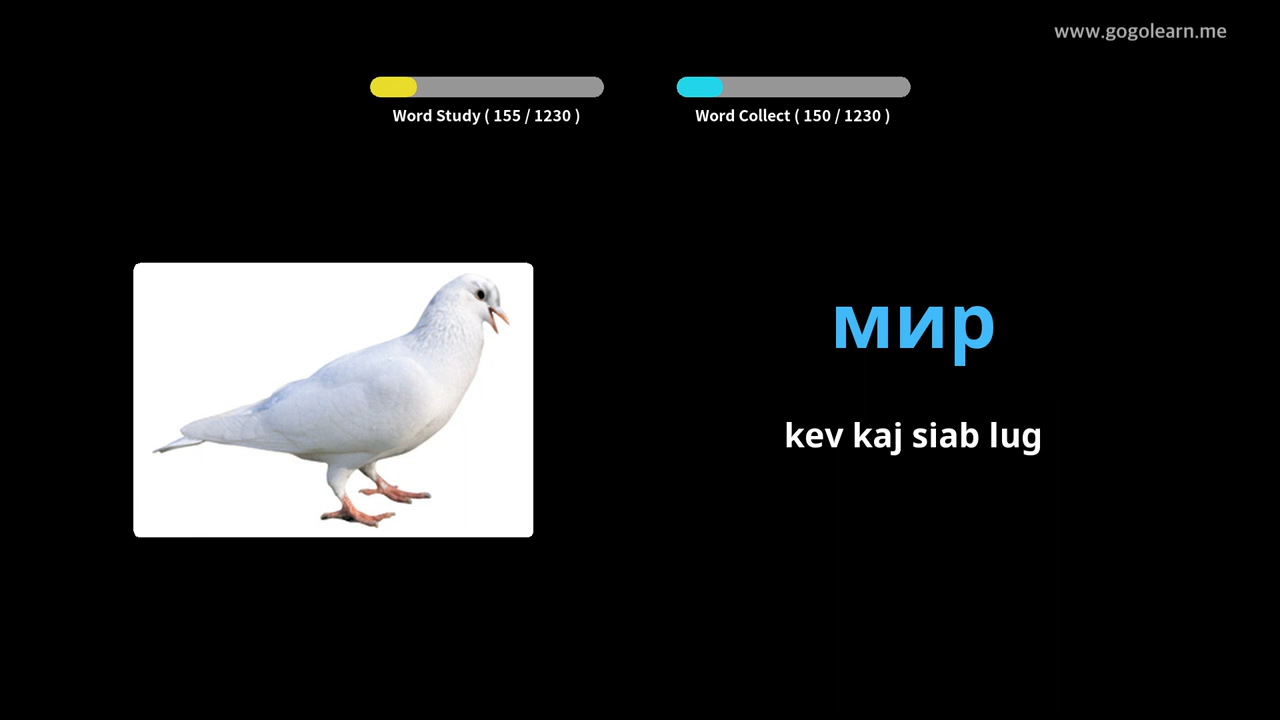 www.gogolearn.me
Word Study ( 155 / 1230 )
Word Collect ( 150 / 1230 )
мир
kev kaj siab lug